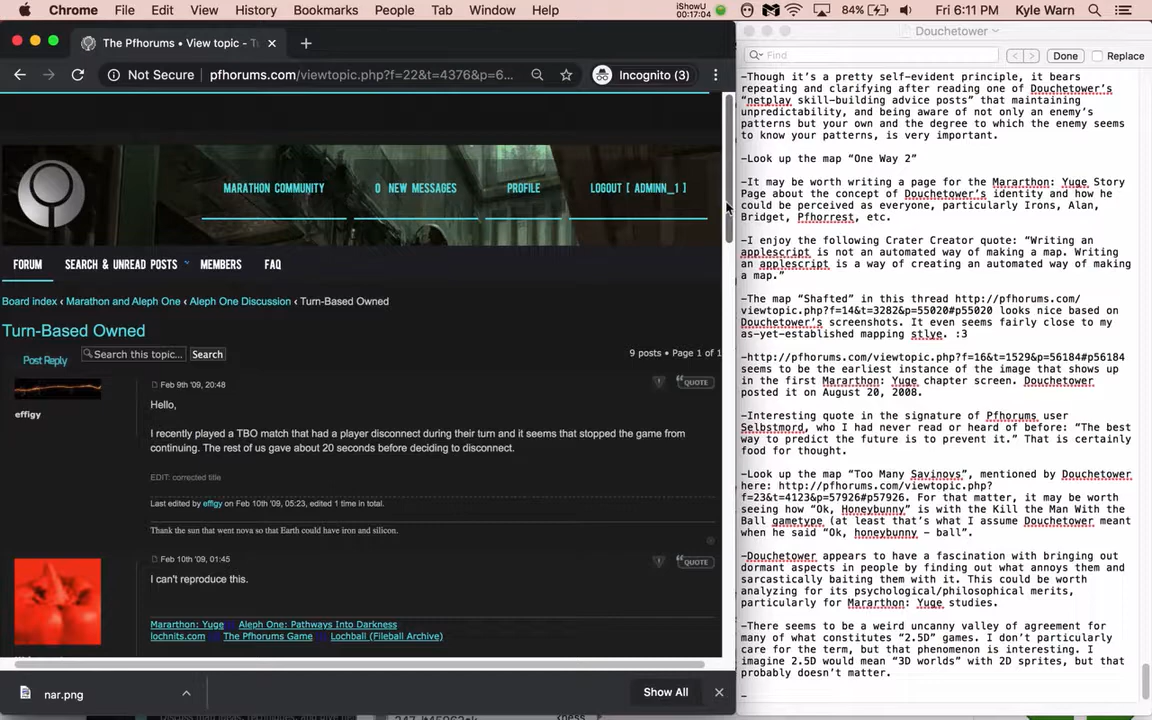 Chrome File Edit View History Bookmarks People Tab Window Help iShowU 00:17:04 84% Fri 6:11 PM Kyle Warn
The Pfhorums • View topic - Tu
Not Secure pfhorums.com/viewtopic.php?f=22&t=4376&p=6... Incognito (3)
MARATHON COMMUNITY 0 NEW MESSAGES PROFILE LOGOUT [ ADMINN_1 ]
FORUM SEARCH & UNREAD POSTS MEMBERS FAQ
Board index ‹ Marathon and Aleph One ‹ Aleph One Discussion ‹ Turn-Based Owned
Turn-Based Owned
Post Reply Search this topic... Search 9 posts • Page 1 of 1
Feb 9th '09, 20:48 QUOTE
effigy
Hello,
I recently played a TBO match that had a player disconnect during their turn and it seems that stopped the game from
continuing. The rest of us gave about 20 seconds before deciding to disconnect.
EDIT: corrected title
Last edited by effigy on Feb 10th '09, 05:23, edited 1 time in total.
Thank the sun that went nova so that Earth could have iron and silicon.
Feb 10th '09, 01:45 QUOTE
I can't reproduce this.
Mararthon: Yuge Aleph One: Pathways Into Darkness
lochnits.com The Pfhorums Game Lochball (Fileball Archive)
nar.png Show All
Douchetower
Find Done Replace
-Though it's a pretty self-evident principle, it bears
repeating and clarifying after reading one of Douchetower's
"netplay skill-building advice posts" that maintaining
unpredictability, and being aware of not only an enemy's
patterns but your own and the degree to which the enemy seems
to know your patterns, is very important.
-Look up the map "One Way 2"
-It may be worth writing a page for the Mararthon: Yuge Story
Page about the concept of Douchetower's identity and how he
could be perceived as everyone, particularly Irons, Alan,
Bridget, Pfhorrest, etc.
-I enjoy the following Crater Creator quote: "Writing an
applescript is not an automated way of making a map. Writing
an applescript is a way of creating an automated way of making
a map."
-The map "Shafted" in this thread http://pfhorums.com/
viewtopic.php?f=14&t=3282&p=55020#p55020 looks nice based on
Douchetower's screenshots. It even seems fairly close to my
as-yet-established mapping stlye. :3
-http://pfhorums.com/viewtopic.php?f=16&t=1529&p=56184#p56184
seems to be the earliest instance of the image that shows up
in the first Mararthon: Yuge chapter screen. Douchetower
posted it on August 20, 2008.
-Interesting quote in the signature of Pfhorums user
Selbstmord, who I had never read or heard of before: "The best
way to predict the future is to prevent it." That is certainly
food for thought.
-Look up the map "Too Many Savinovs", mentioned by Douchetower
here: http://pfhorums.com/viewtopic.php?
f=23&t=4123&p=57926#p57926. For that matter, it may be worth
seeing how "Ok, Honeybunny" is with the Kill the Man With the
Ball gametype (at least that's what I assume Douchetower meant
when he said "Ok, honeybunny - ball".
-Douchetower appears to have a fascination with bringing out
dormant aspects in people by finding out what annoys them and
sarcastically baiting them with it. This could be worth
analyzing for its psychological/philosophical merits,
particularly for Mararthon: Yuge studies.
-There seems to be a weird uncanny valley of agreement for
many of what constitutes "2.5D" games. I don't particularly
care for the term, but that phenomenon is interesting. I
imagine 2.5D would mean "3D worlds" with 2D sprites, but that
probably doesn't matter.
-